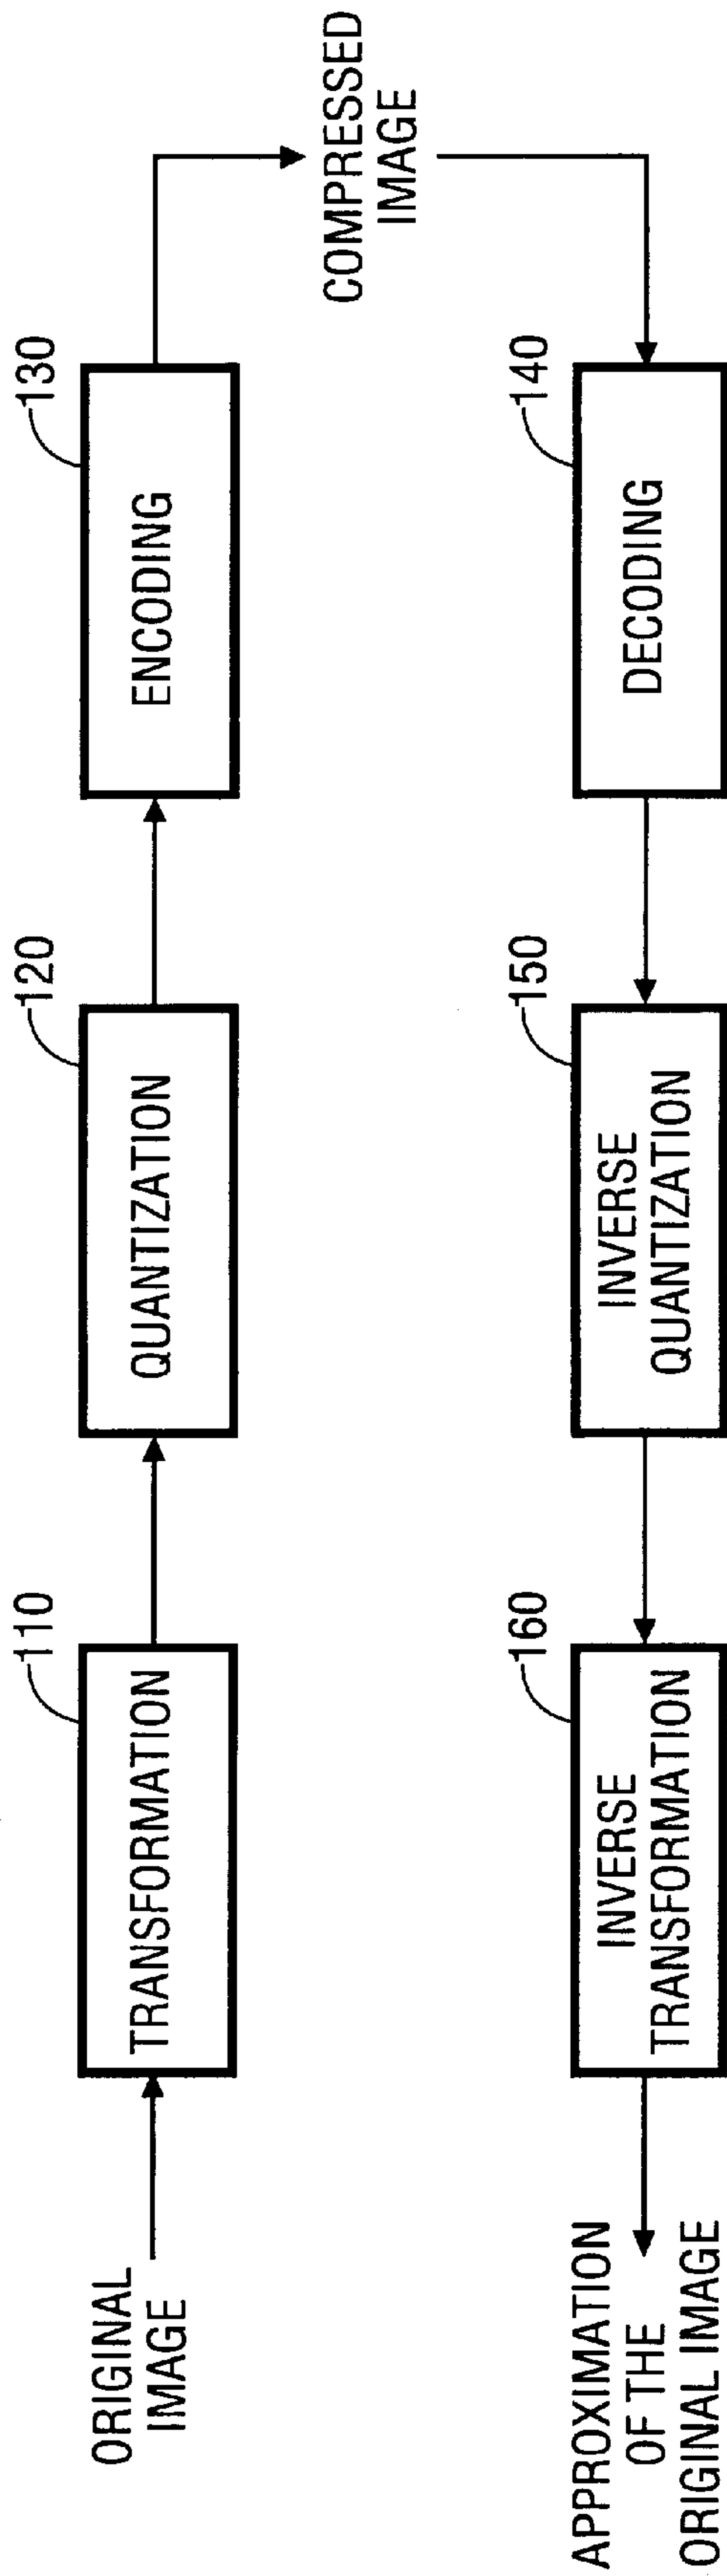 ORIGINAL
IMAGE
110
TRANSFORMATION
120
QUANTIZATION
130
ENCODING
COMPRESSED
IMAGE
140
DECODING
150
INVERSE
QUANTIZATION
160
INVERSE
TRANSFORMATION
APPROXIMATION
OF THE
ORIGINAL IMAGE